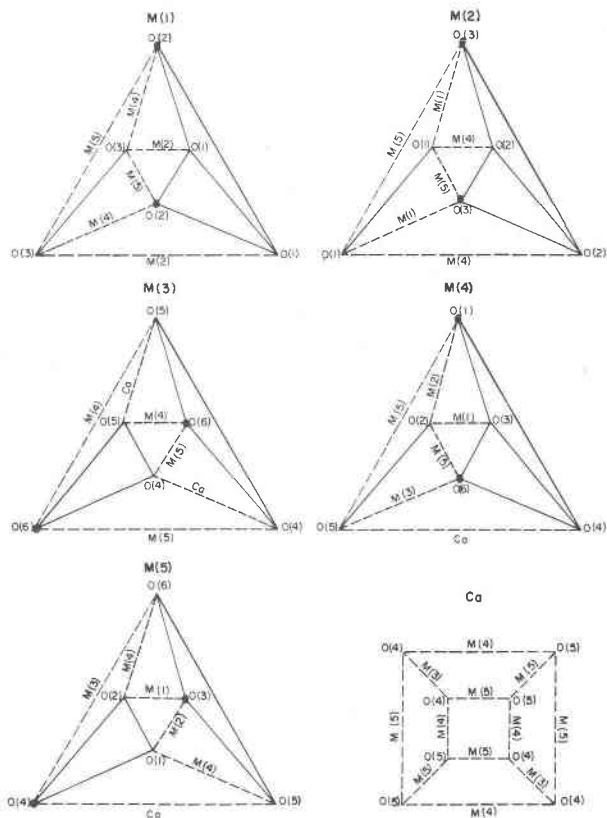 M(1)
O(2)
M(5)
M(4)
O(3) M(2) O(1)
M(5)
O(2)
M(4)
O(3) M(2) O(1)
M(2)
O(3)
M(5)
M(1)
O(1) M(4) O(2)
M(5)
O(3)
M(1)
O(1) M(4) O(2)
M(3)
O(5)
M(4)
Ca
O(5) M(4) O(6)
M(5)
O(4)
Ca
O(6) M(5) O(4)
M(4)
O(1)
M(5)
M(2)
O(2) M(1) O(3)
M(5)
O(6)
M(3)
O(5) Ca O(4)
M(5)
O(6)
M(3)
M(4)
O(2) M(1) O(3)
M(2)
O(1)
M(4)
O(4) Ca O(5)
Ca
O(4) M(4) O(5)
M(3) M(5)
O(4) M(5) O(5)
M(5) M(4) M(4) M(5)
O(5) M(5) O(4)
M(5) M(3)
O(5) M(4) O(4)